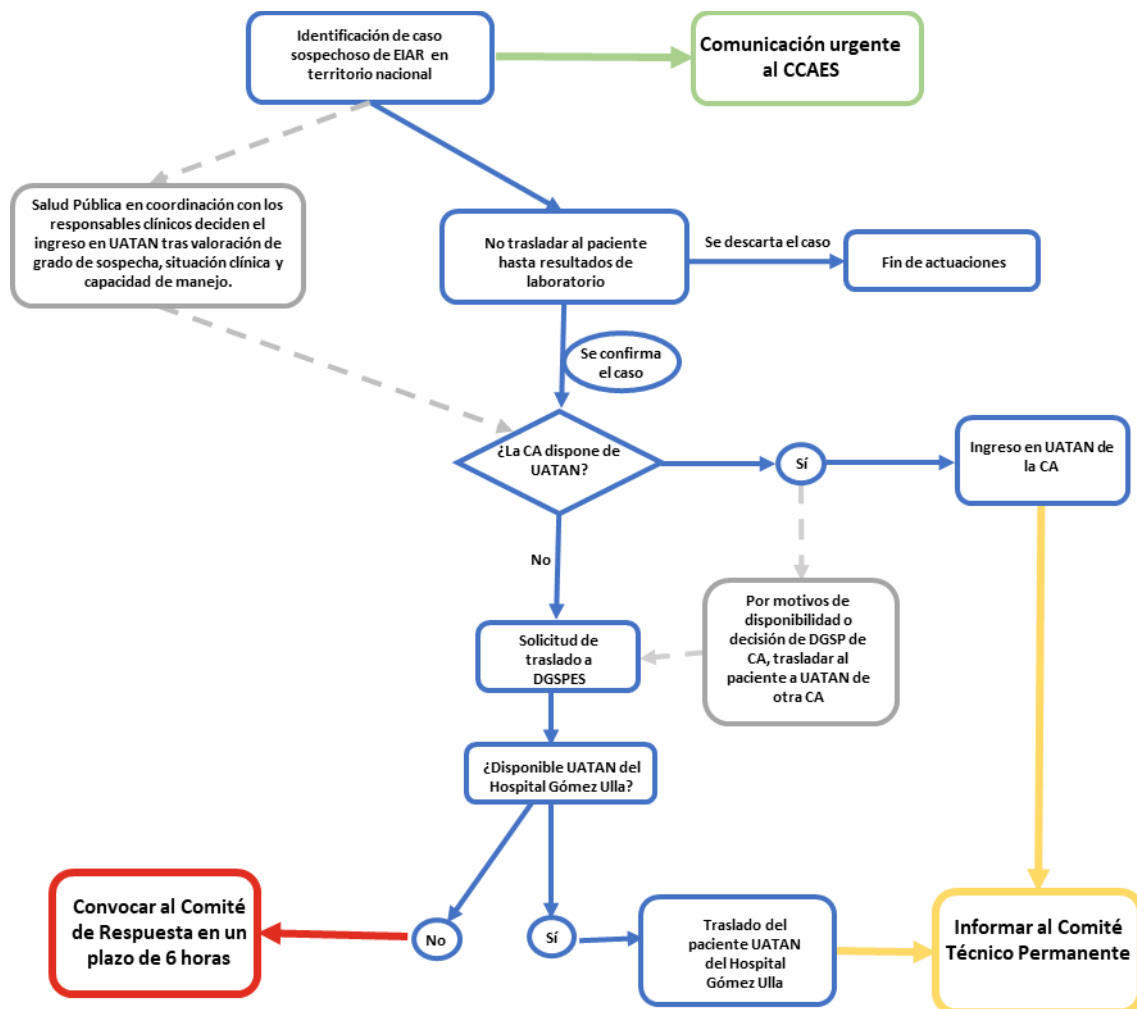 Identificación de caso
sospechoso de EIAR en
territorio nacional
Comunicación urgente
al CCAES
Salud Pública en coordinación con los
responsables clínicos deciden el
ingreso en UATAN tras valoración de
grado de sospecha, situación clínica y
capacidad de manejo.
No trasladar al paciente
hasta resultados de
laboratorio
Se descarta el caso
Fin de actuaciones
Se confirma
el caso
¿La CA dispone de
UATAN?
Sí
Ingreso en UATAN de
la CA
No
Por motivos de
disponibilidad o
decisión de DGSP de
CA, trasladar al
paciente a UATAN de
otra CA
Solicitud de
traslado a
DGSPES
¿Disponible UATAN del
Hospital Gómez Ulla?
Convocar al Comité
de Respuesta en un
plazo de 6 horas
No
Sí
Traslado del
paciente UATAN
del Hospital
Gómez Ulla
Informar al Comité
Técnico Permanente